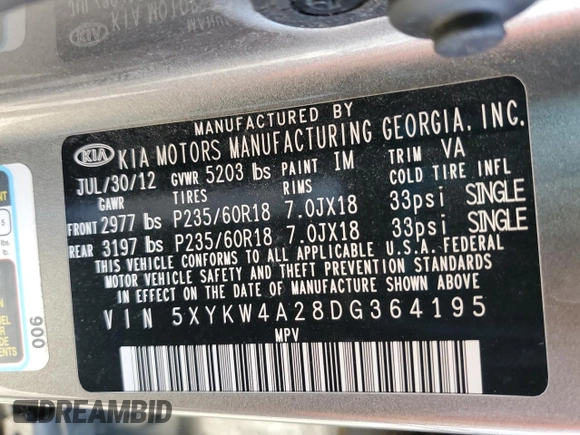 MANUFACTURED BY
KIA KIA MOTORS MANUFACTURING GEORGIA, INC.
JUL/30/12 GVWR 5203 lbs PAINT IM TRIM VA
GAWR TIRES RIMS COLD TIRE INFL
FRONT 2977 lbs P235/60R18 7.0JX18 33psi SINGLE
REAR 3197 lbs P235/60R18 7.0JX18 33psi SINGLE
THIS VEHICLE CONFORMS TO ALL APPLICABLE U.S.A. FEDERAL
MOTOR VEHICLE SAFETY AND THEFT PREVENTION STANDARDS
IN EFFECT ON THE DATE OF MANUFACTURE SHOWN ABOVE.
VIN 5XYKW4A28DG364195
MPV
006
DREAMBID